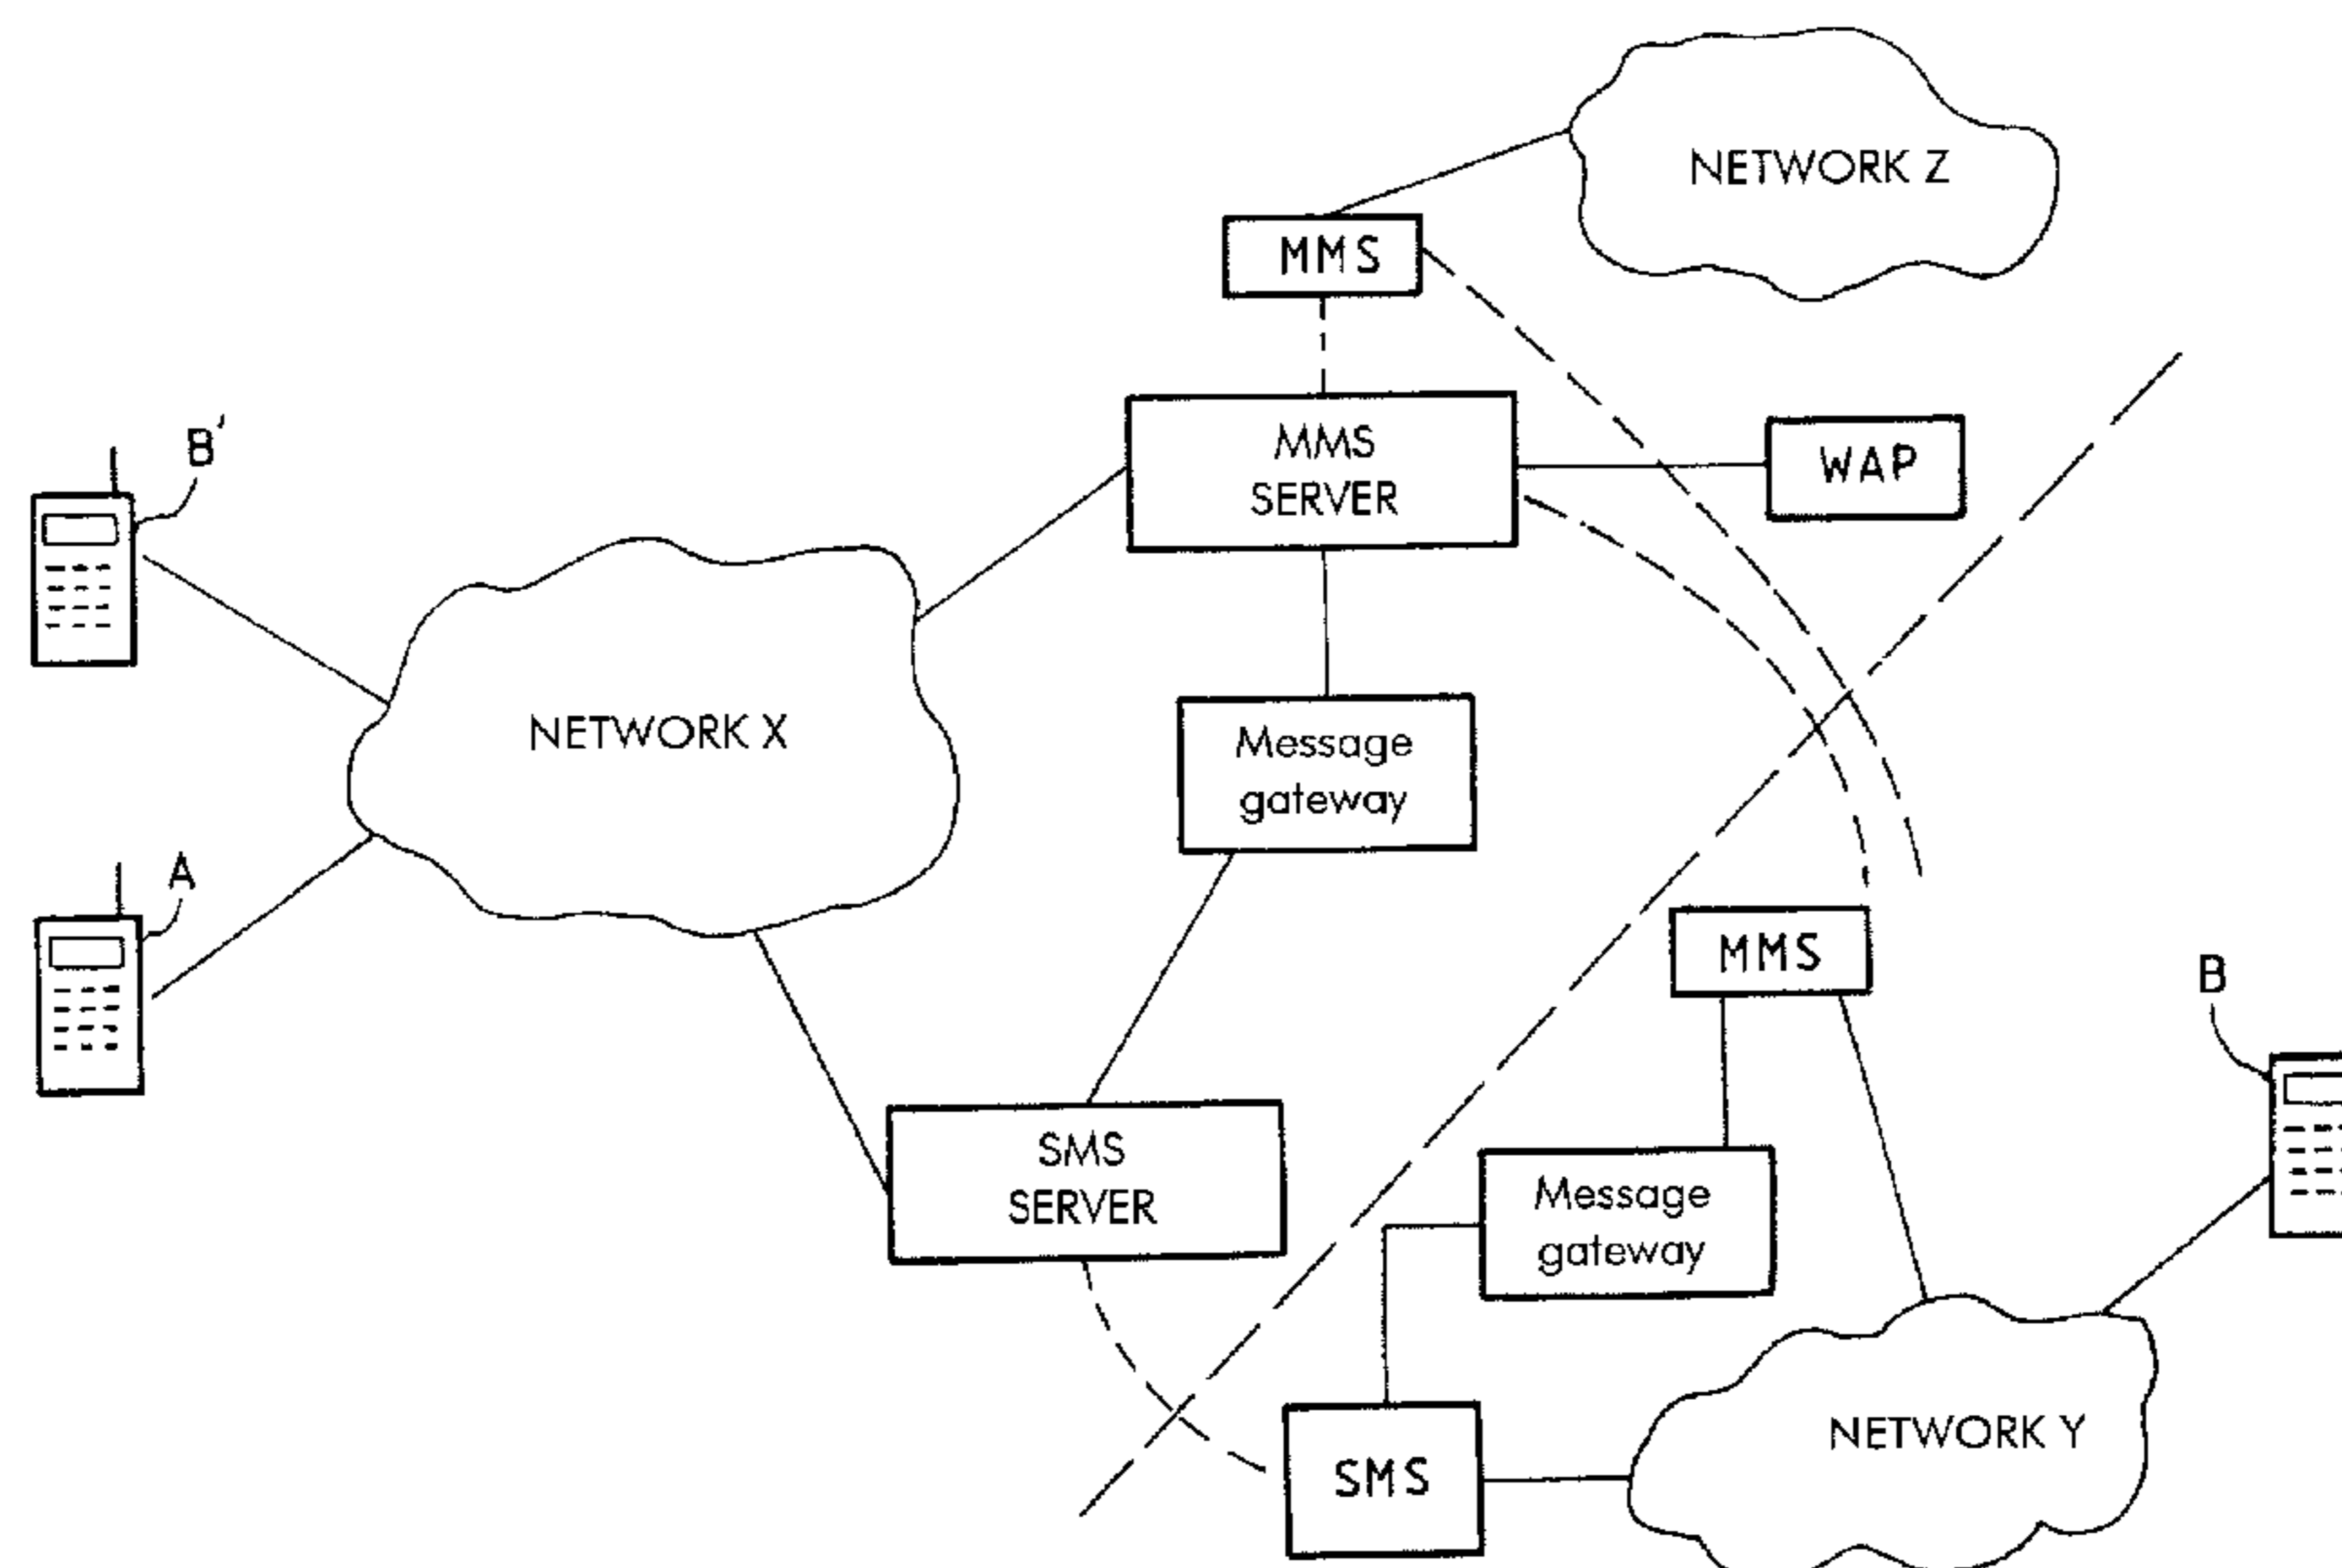 NETWORK Z
MMS
B'
MMS
SERVER
WAP
NETWORK X
Message
gateway
A
MMS
B
SMS
SERVER
Message
gateway
NETWORK Y
SMS